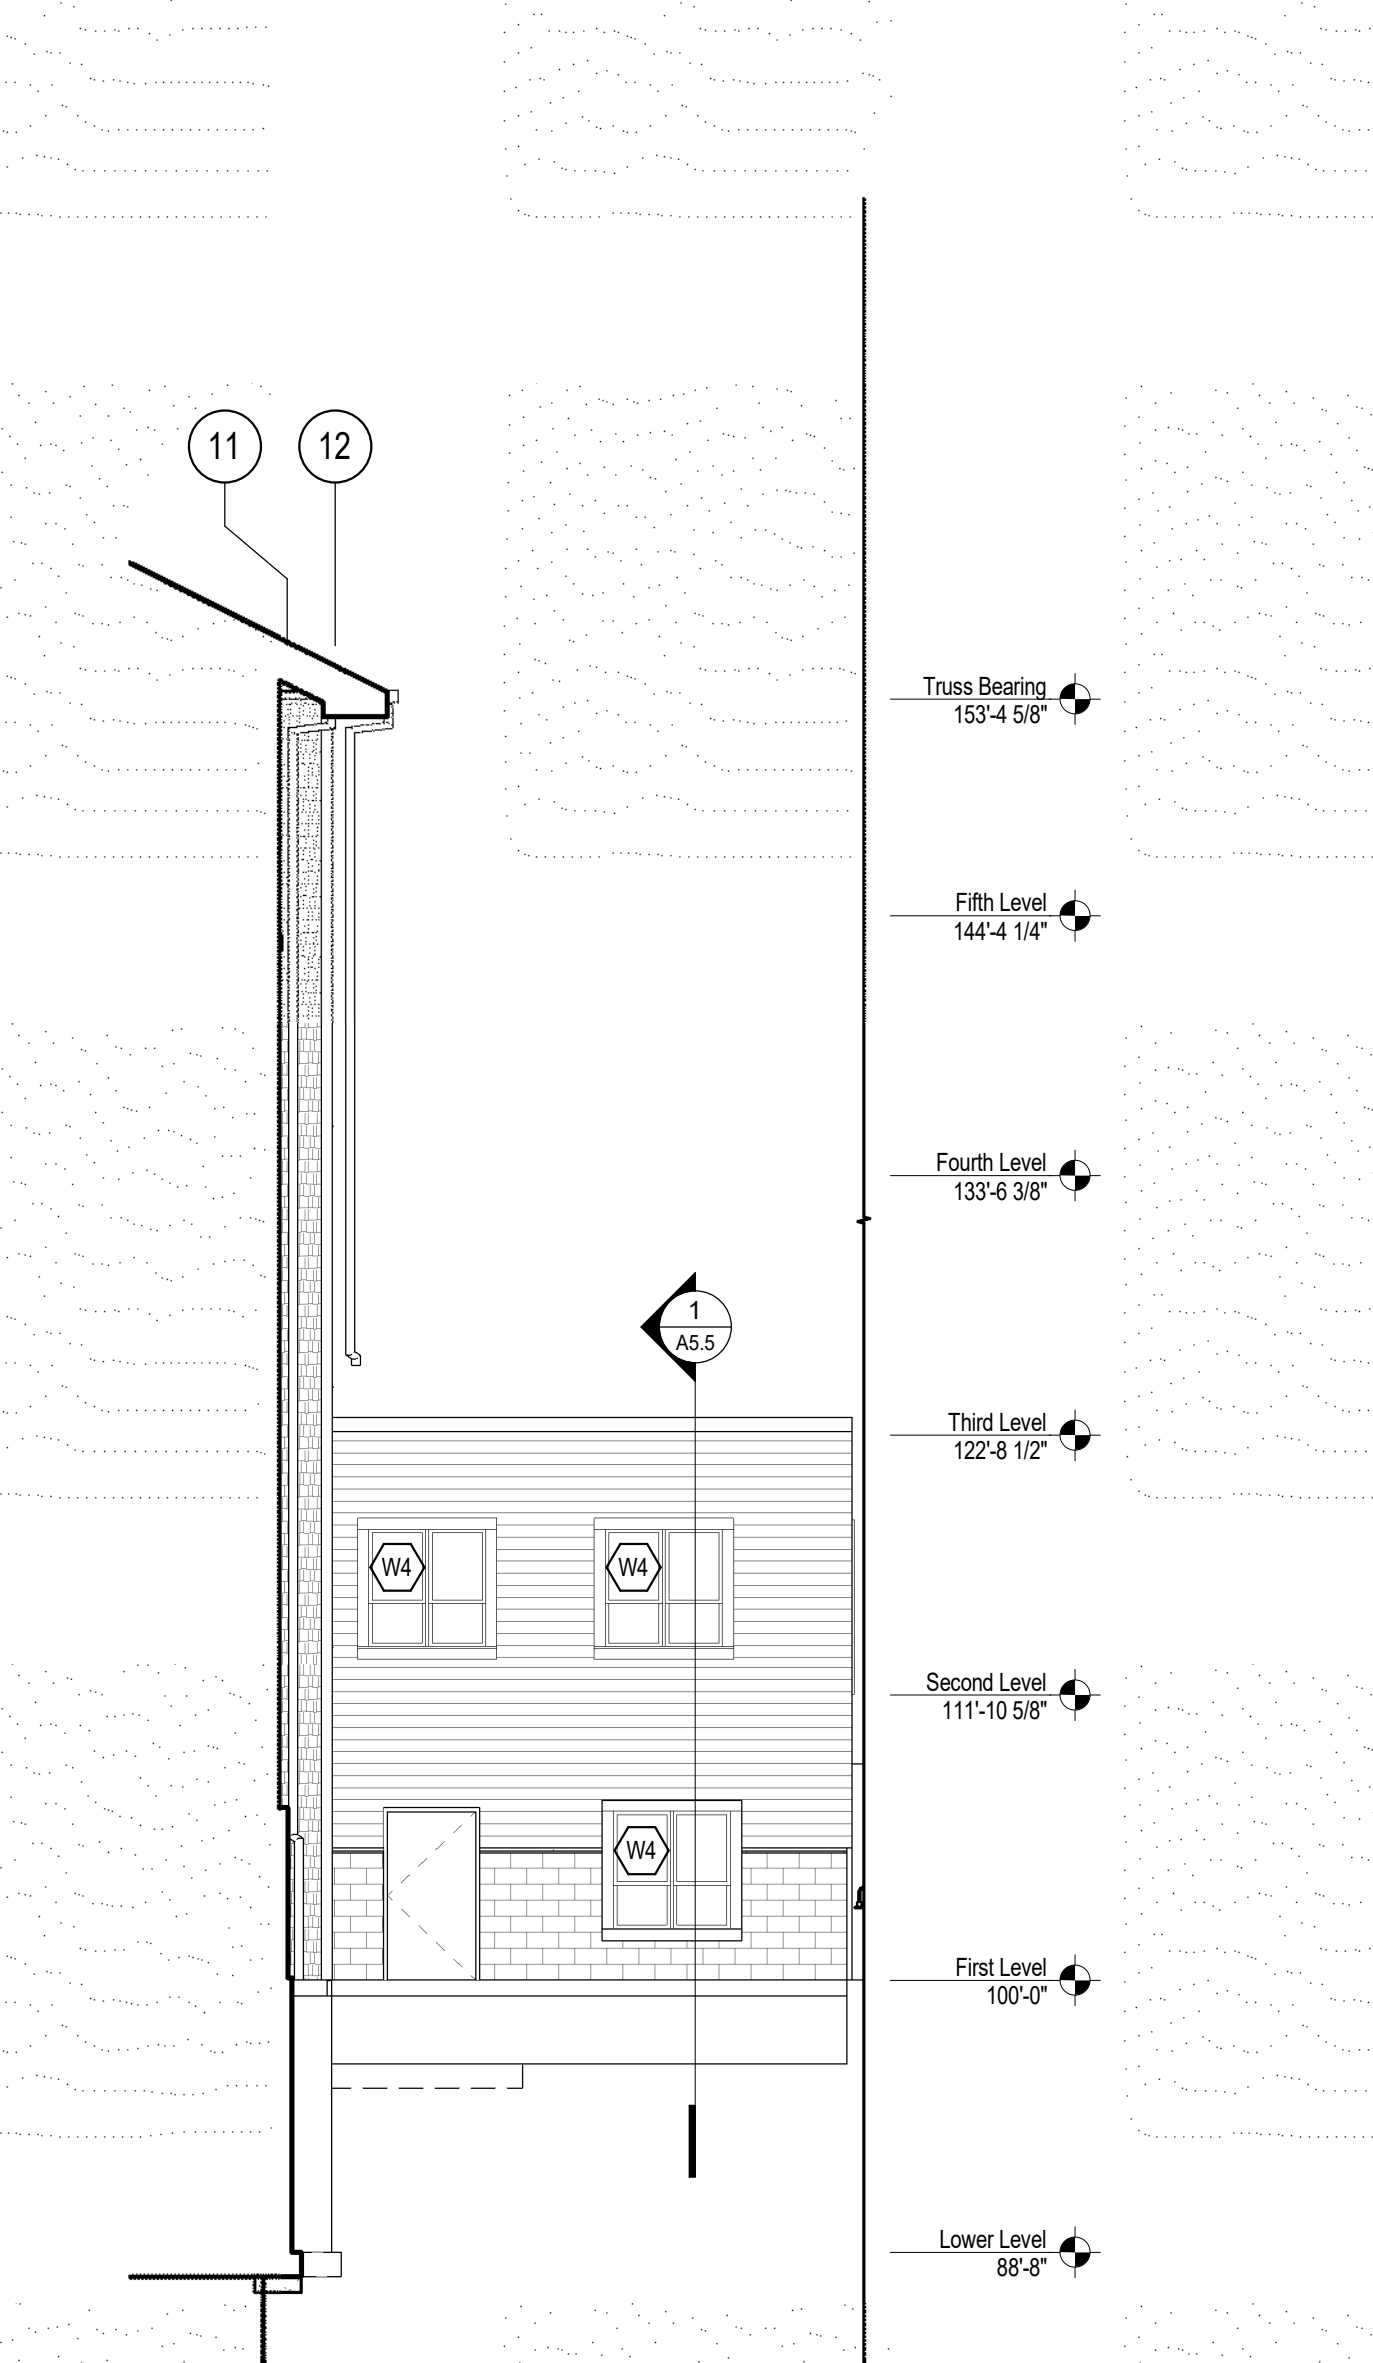 11
12
Truss Bearing
153'-4 5/8"
Fifth Level
144'-4 1/4"
Fourth Level
133'-6 3/8"
1
A5.5
Third Level
122'-8 1/2"
W4
W4
Second Level
111'-10 5/8"
W4
First Level
100'-0"
Lower Level
88'-8"